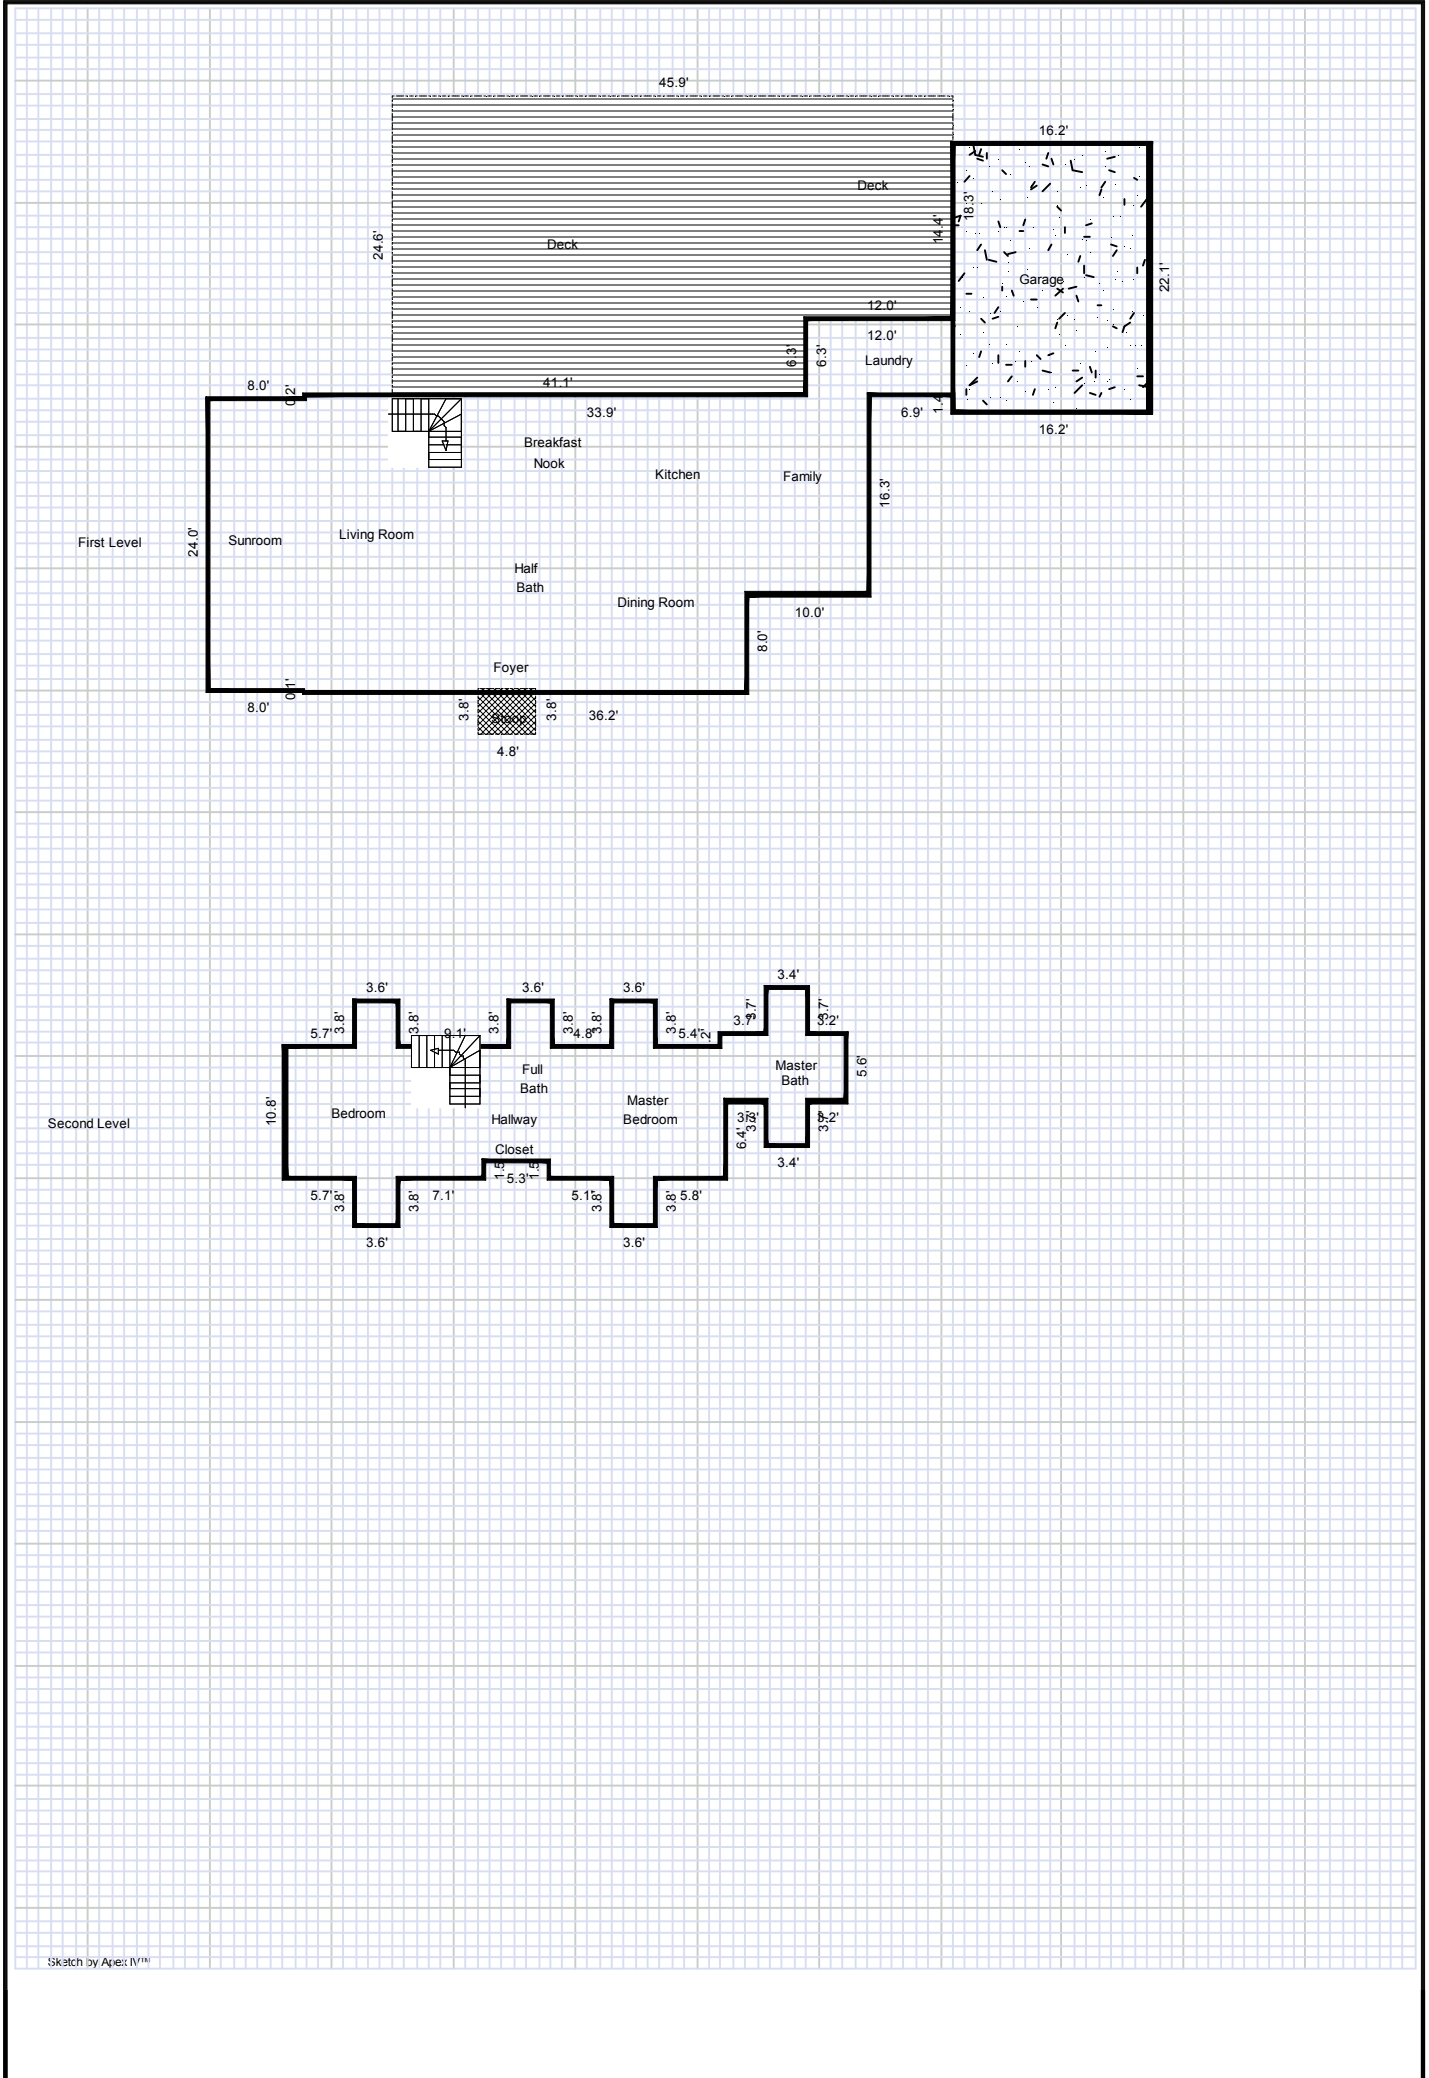 45.9'
16.2'
Deck
18.3'
14.4'
Deck
24.6'
Garage
22.1'
12.0'
12.0'
6.3'
6.3'
Laundry
8.0'
0.2'
41.1'
33.9'
6.9'
16.2'
Breakfast
Nook
Kitchen
Family
16.3'
First Level
24.0'
Sunroom
Living Room
Half
Bath
Dining Room
10.0'
8.0'
Foyer
0.1'
8.0'
3.8'
Stoop
3.8'
36.2'
4.8'
3.4'
3.6'
3.6'
3.6'
3.7'
3.7'
5.7'
3.8'
3.8'
9.1'
3.8'
3.8'
4.8'
3.8'
3.8'
5.4'
3.7'
3.2'
Full
Bath
Master
Bath
5.6'
Second Level
10.8'
Bedroom
Hallway
Master
Bedroom
6.4'
3.2'
Closet
5.3'
3.4'
5.7'
3.8'
3.8'
7.1'
5.1'
3.8'
3.8'
5.8'
3.6'
3.6'
Sketch by Apex IV™